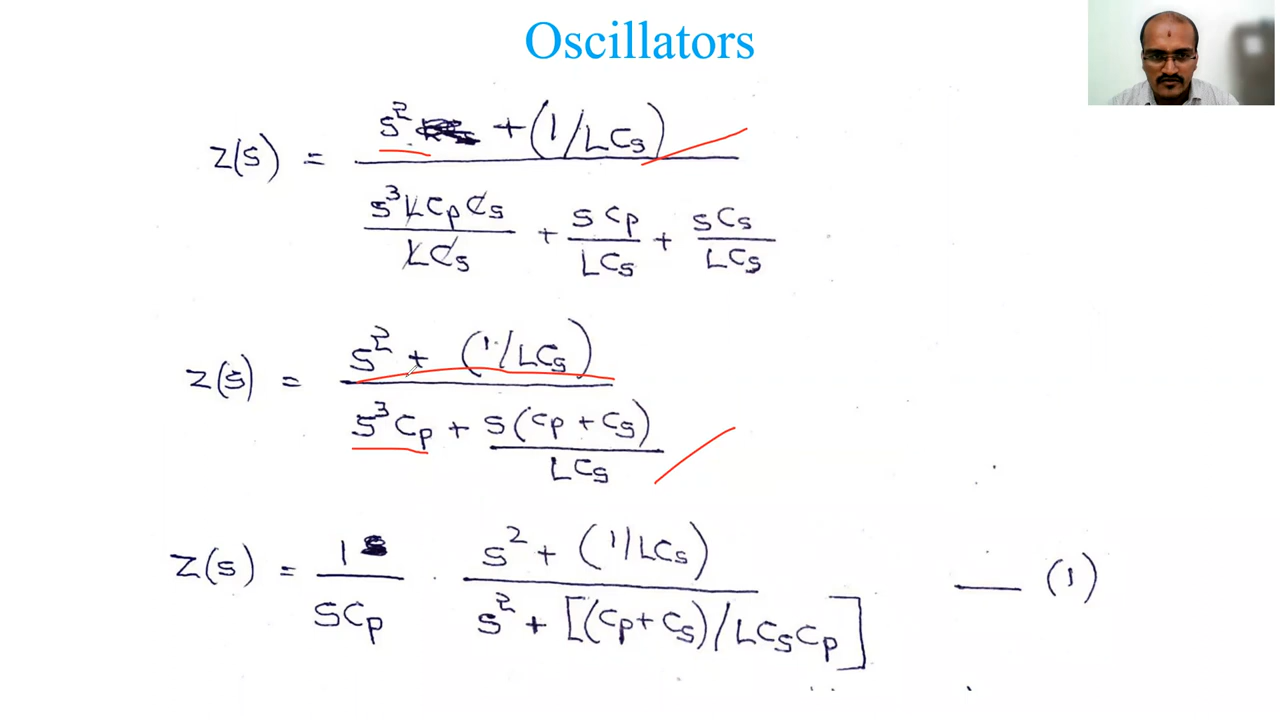 Oscillators
Z(s) = s² + (1/LCs) / s³LCpCs/LCs + sCp/LCs + sCs/LCs
Z(s) = s² + (1/LCs) / s³Cp + s(Cp + Cs)/LCs
Z(s) = 1/sCp · s² + (1/LCs) / s² + [(Cp + Cs)/LCsCp] — (1)